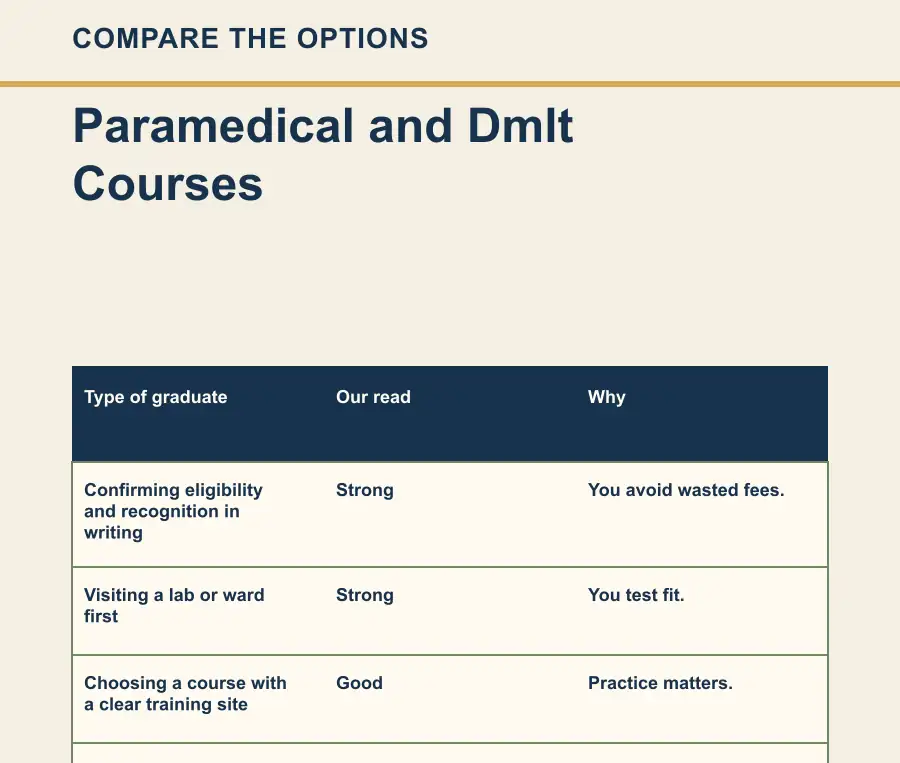 COMPARE THE OPTIONS
Paramedical and Dmlt
Courses
Type of graduate Our read Why
Confirming eligibility Strong You avoid wasted fees.
and recognition in
writing
Visiting a lab or ward Strong You test fit.
first
Choosing a course with Good Practice matters.
a clear training site